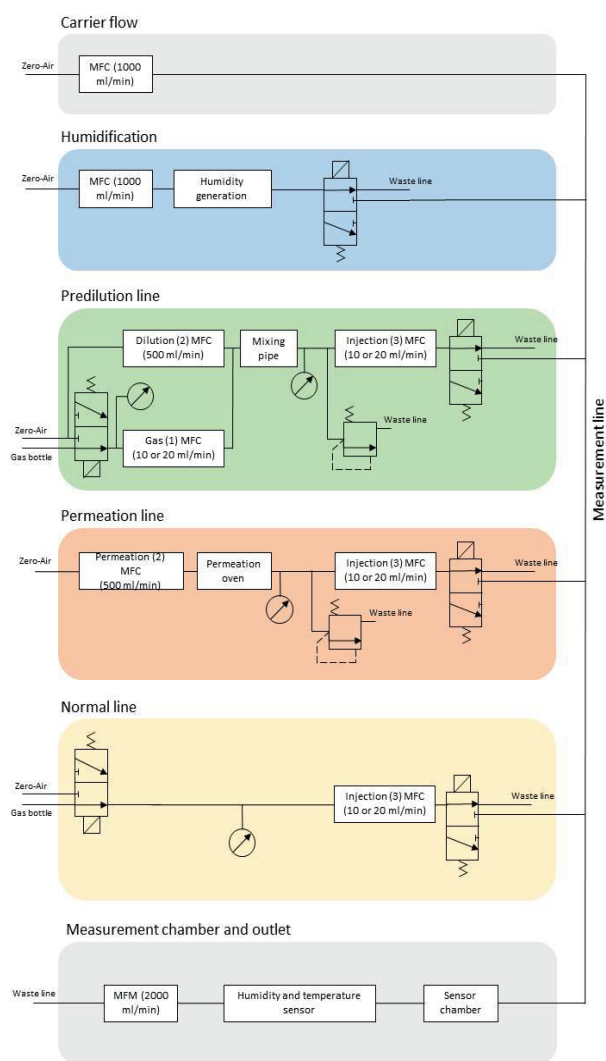 Carrier flow
Zero-Air
MFC (1000
ml/min)
Humidification
Zero-Air
MFC (1000
ml/min)
Humidity
generation
Waste line
Predilution line
Dilution (2) MFC
(500 ml/min)
Mixing
pipe
Injection (3) MFC
(10 or 20 ml/min)
Waste line
Zero-Air
Gas bottle
Gas (1) MFC
(10 or 20 ml/min)
Waste line
Measurement line
Permeation line
Zero-Air
Permeation (2)
MFC
(500 ml/min)
Permeation
oven
Injection (3) MFC
(10 or 20 ml/min)
Waste line
Waste line
Normal line
Zero-Air
Gas bottle
Injection (3) MFC
(10 or 20 ml/min)
Waste line
Measurement chamber and outlet
Waste line
MFM (2000
ml/min)
Humidity and temperature
sensor
Sensor
chamber